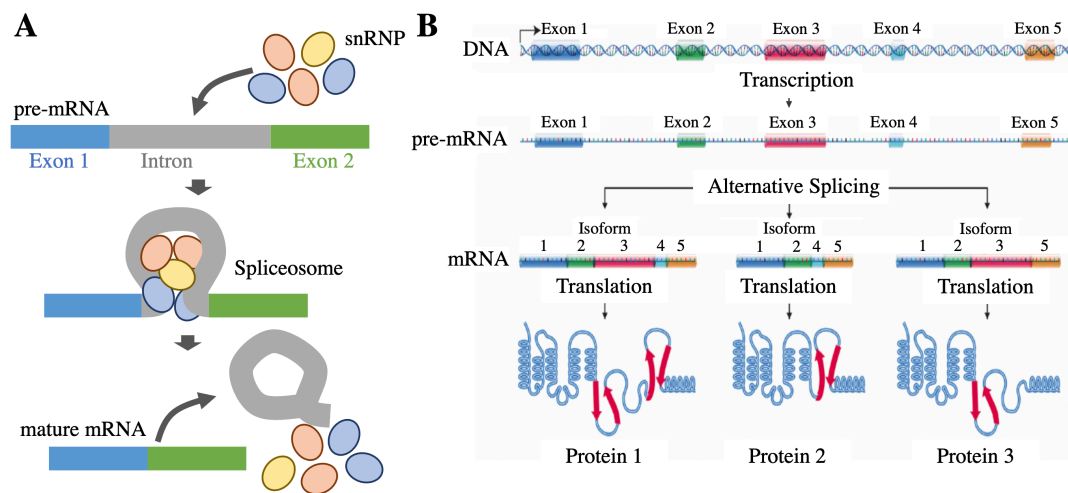 A
snRNP
pre-mRNA
Exon 1 Intron Exon 2
Spliceosome
mature mRNA
B
Exon 1 Exon 2 Exon 3 Exon 4 Exon 5
DNA
Transcription
Exon 1 Exon 2 Exon 3 Exon 4 Exon 5
pre-mRNA
Alternative Splicing
Isoform Isoform Isoform
1 2 3 4 5 1 2 4 5 1 2 3 5
mRNA
Translation Translation Translation
Protein 1 Protein 2 Protein 3